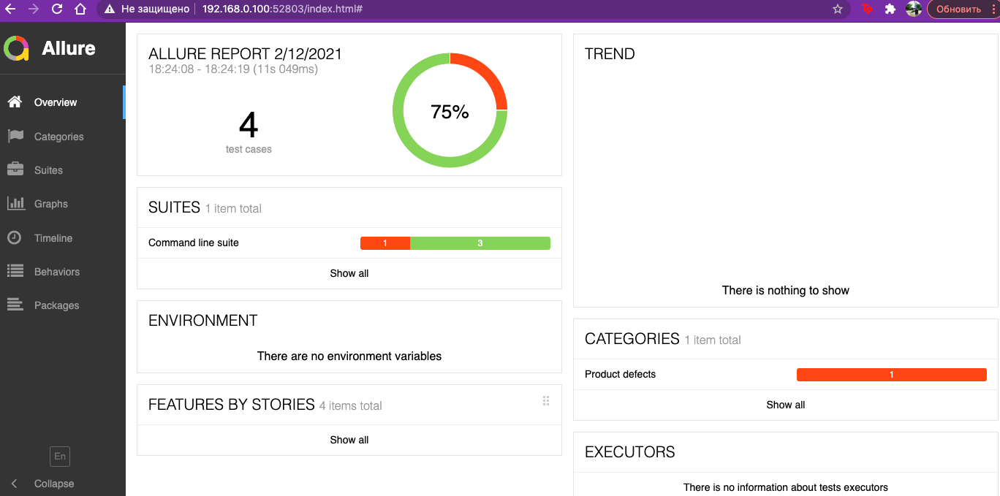 Не защищено
192.168.0.100:52803/index.html#
Обновить
Allure
Overview
Categories
Suites
Graphs
Timeline
Behaviors
Packages
En
Collapse
ALLURE REPORT 2/12/2021
18:24:08 - 18:24:19 (11s 049ms)
4
test cases
75%
SUITES 1 item total
Command line suite
1 3
Show all
ENVIRONMENT
There are no environment variables
FEATURES BY STORIES 4 items total
Show all
TREND
There is nothing to show
CATEGORIES 1 item total
Product defects
1
Show all
EXECUTORS
There is no information about tests executors